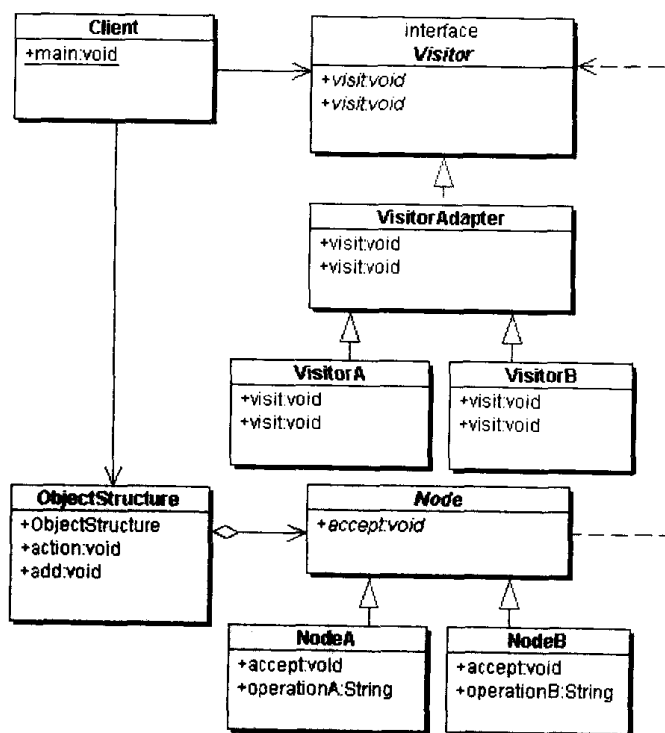 Client
+main:void
interface
Visitor
+visit:void
+visit:void
VisitorAdapter
+visit:void
+visit:void
VisitorA
+visit:void
+visit:void
VisitorB
+visit:void
+visit:void
ObjectStructure
+ObjectStructure
+action:void
+add:void
Node
+accept:void
NodeA
+accept:void
+operationA:String
NodeB
+accept:void
+operationB:String